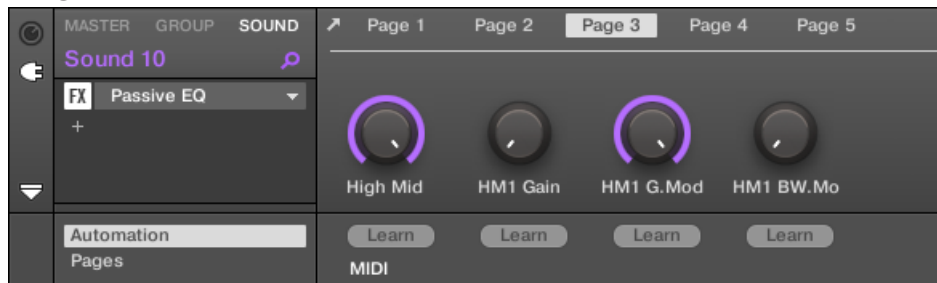 MASTER GROUP SOUND
Sound 10
FX Passive EQ
+
Automation
Pages
Page 1 Page 2 Page 3 Page 4 Page 5
High Mid HM1 Gain HM1 G.Mod HM1 BW.Mo
Learn Learn Learn Learn
MIDI